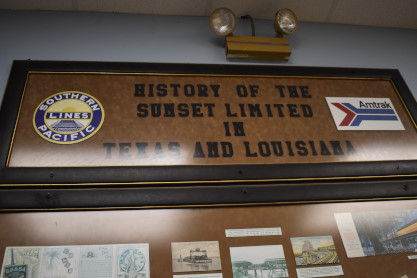 HISTORY OF THE
SUNSET LIMITED
IN
TEXAS AND LOUISIANA
SOUTHERN
LINES
PACIFIC
Amtrak